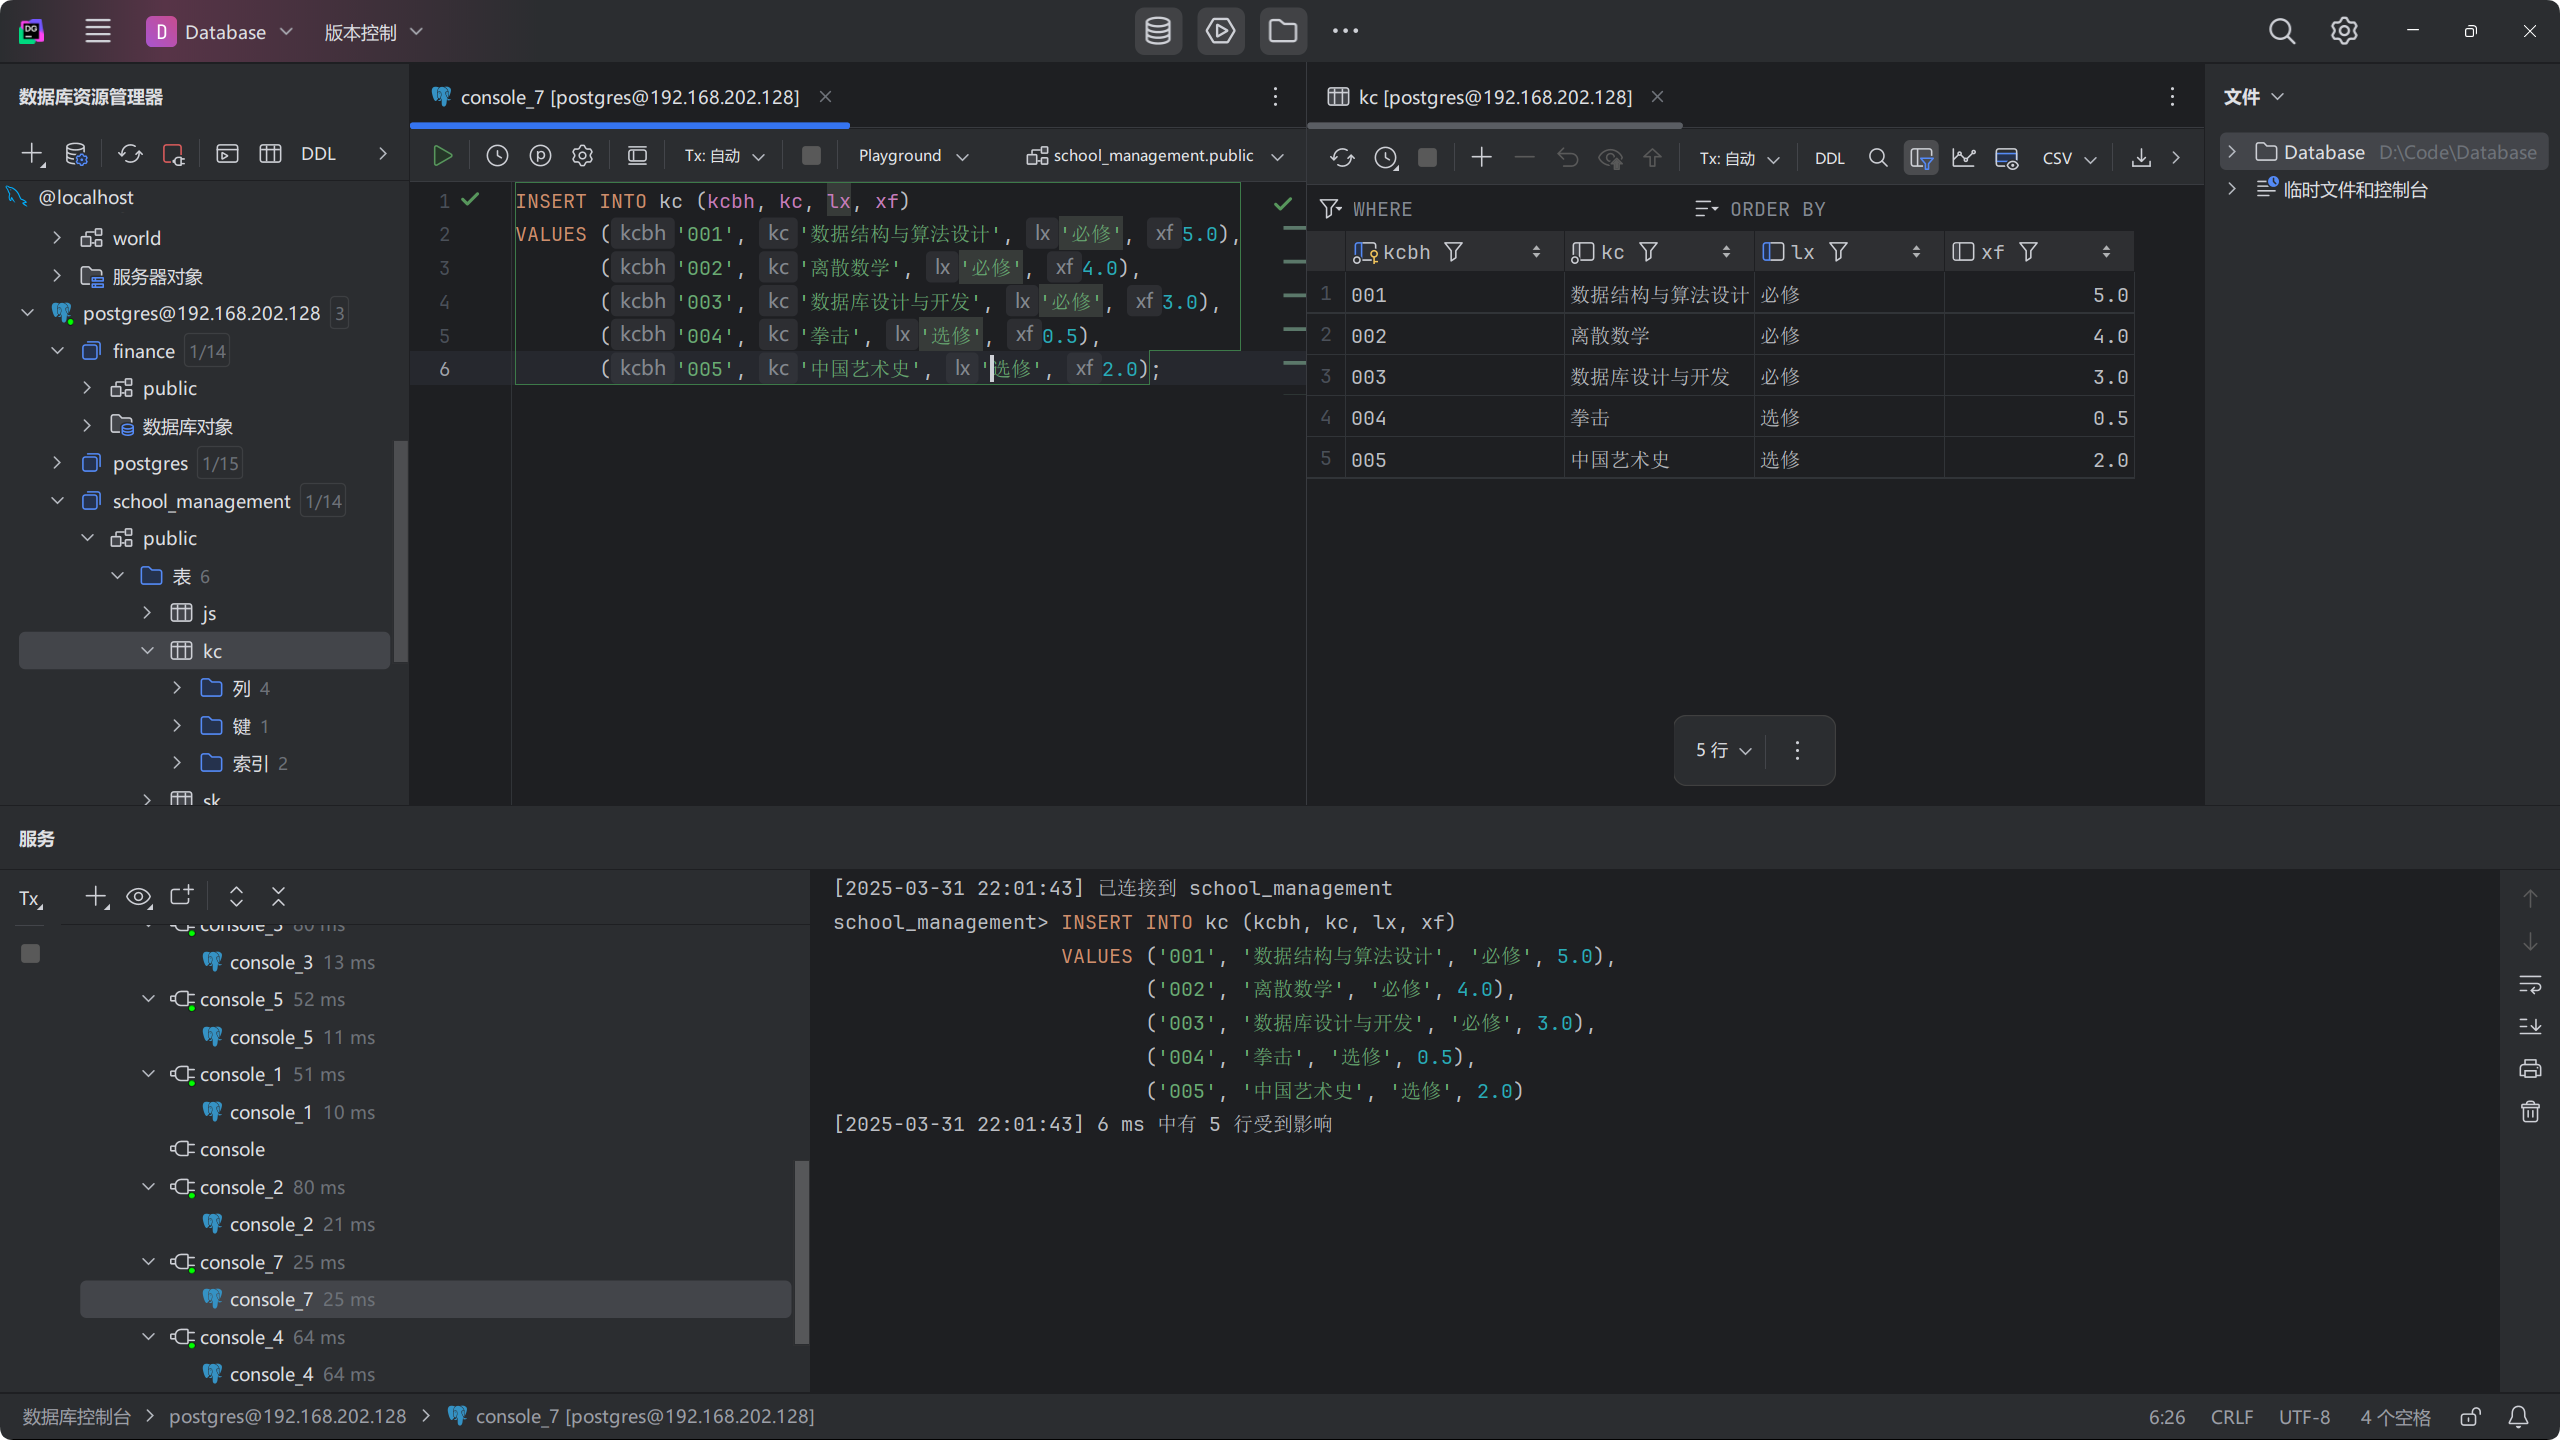 DG
D Database
版本控制
数据库资源管理器
DDL
@localhost
world
服务器对象
postgres@192.168.202.128 3
finance 1/14
public
数据库对象
postgres 1/15
school_management 1/14
public
表 6
js
kc
列 4
键 1
索引 2
sk
console_7 [postgres@192.168.202.128]
Tx: 自动
Playground
school_management.public
1 INSERT INTO kc (kcbh, kc, lx, xf)
2 VALUES ( kcbh '001', kc '数据结构与算法设计', lx '必修', xf 5.0),
3 ( kcbh '002', kc '离散数学', lx '必修', xf 4.0),
4 ( kcbh '003', kc '数据库设计与开发', lx '必修', xf 3.0),
5 ( kcbh '004', kc '拳击', lx '选修', xf 0.5),
6 ( kcbh '005', kc '中国艺术史', lx '选修', xf 2.0);
kc [postgres@192.168.202.128]
Tx: 自动
DDL
CSV
WHERE
ORDER BY
kcbh kc lx xf
1 001 数据结构与算法设计 必修 5.0
2 002 离散数学 必修 4.0
3 003 数据库设计与开发 必修 3.0
4 004 拳击 选修 0.5
5 005 中国艺术史 选修 2.0
5 行
文件
Database D:\Code\Database
临时文件和控制台
服务
Tx
console_3 80 ms
console_3 13 ms
console_5 52 ms
console_5 11 ms
console_1 51 ms
console_1 10 ms
console
console_2 80 ms
console_2 21 ms
console_7 25 ms
console_7 25 ms
console_4 64 ms
console_4 64 ms
[2025-03-31 22:01:43] 已连接到 school_management
school_management> INSERT INTO kc (kcbh, kc, lx, xf)
VALUES ('001', '数据结构与算法设计', '必修', 5.0),
('002', '离散数学', '必修', 4.0),
('003', '数据库设计与开发', '必修', 3.0),
('004', '拳击', '选修', 0.5),
('005', '中国艺术史', '选修', 2.0)
[2025-03-31 22:01:43] 6 ms 中有 5 行受到影响
数据库控制台
postgres@192.168.202.128
console_7 [postgres@192.168.202.128]
6:26
CRLF
UTF-8
4 个空格